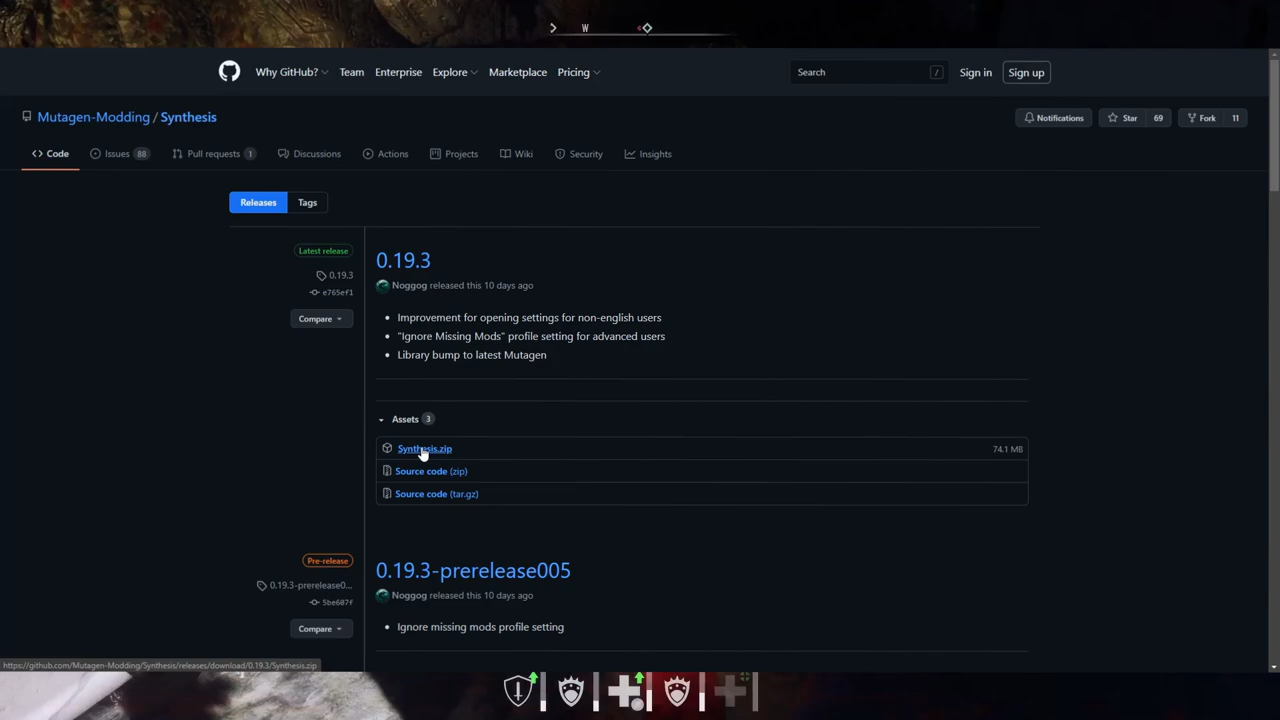 W
Why GitHub? Team Enterprise Explore Marketplace Pricing Search / Sign in Sign up
Mutagen-Modding / Synthesis Notifications Star 69 Fork 11
Code Issues 88 Pull requests 1 Discussions Actions Projects Wiki Security Insights
Releases Tags
Latest release
0.19.3
0.19.3
e765ef1
Noggog released this 10 days ago
Compare
Improvement for opening settings for non-english users
"Ignore Missing Mods" profile setting for advanced users
Library bump to latest Mutagen
Assets 3
Synthesis.zip 74.1 MB
Source code (zip)
Source code (tar.gz)
Pre-release
0.19.3-prerelease0...
5be607f
Compare
0.19.3-prerelease005
Noggog released this 10 days ago
Ignore missing mods profile setting
https://github.com/Mutagen-Modding/Synthesis/releases/download/0.19.3/Synthesis.zip